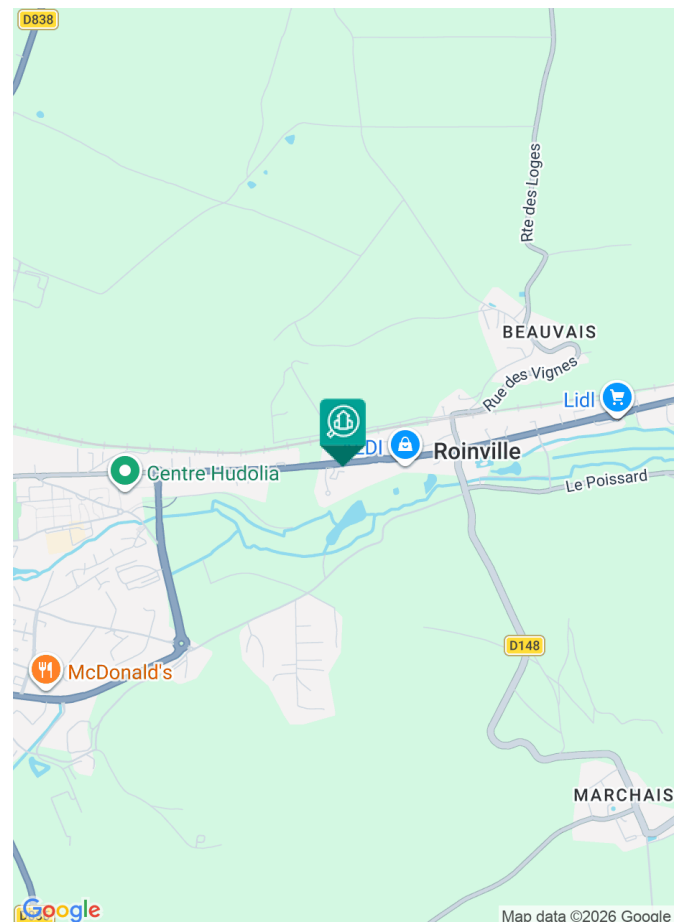 D838
Rte des Loges
BEAUVAIS
Rue des Vignes
Lidl
EDI
Roinville
Centre Hudolia
Le Poissard
D148
McDonald's
MARCHAIS
Google
Map data ©2026 Google